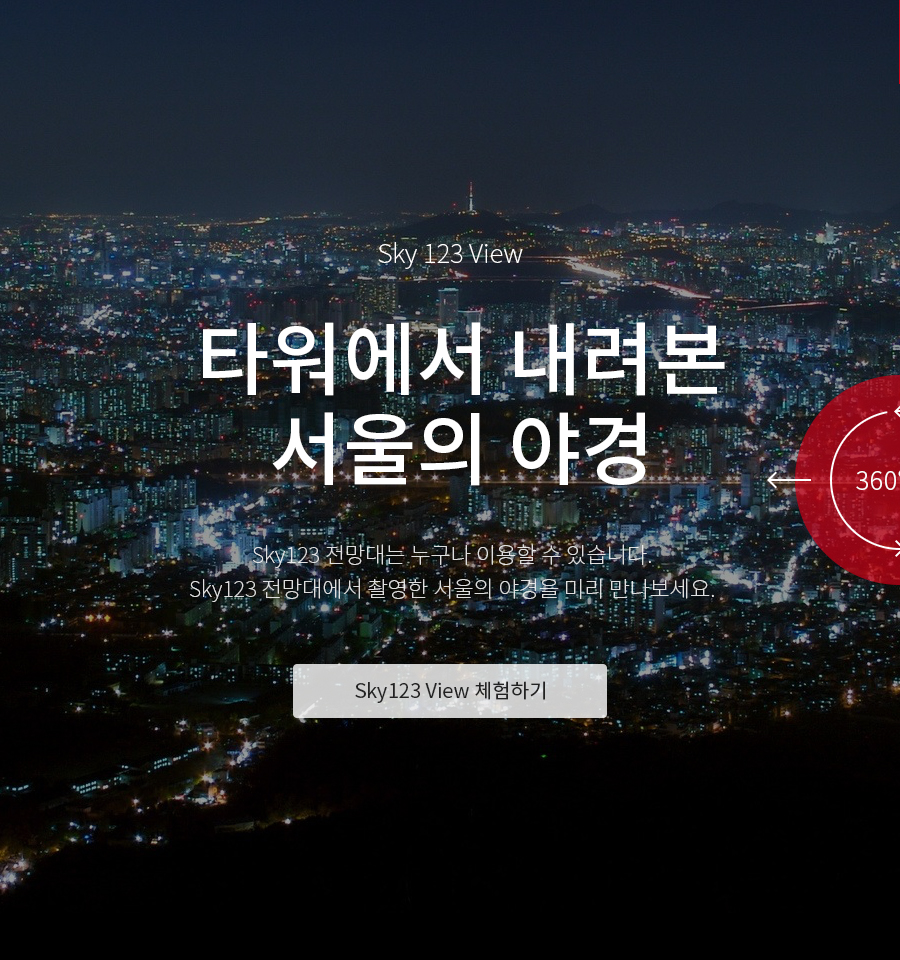 Sky 123 View
타워에서 내려본
서울의 야경
360°
Sky123 전망대는 누구나 이용할 수 있습니다.
Sky123 전망대에서 촬영한 서울의 야경을 미리 만나보세요.
Sky123 View 체험하기